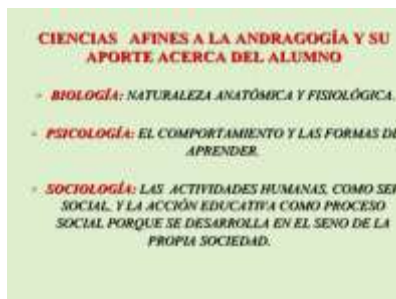 CIENCIAS AFINES A LA ANDRAGOGÍA Y SU
APORTE ACERCA DEL ALUMNO
- BIOLOGÍA: NATURALEZA ANATÓMICA Y FISIOLÓGICA.
- PSICOLOGÍA: EL COMPORTAMIENTO Y LAS FORMAS DE
APRENDER.
- SOCIOLOGÍA: LAS ACTIVIDADES HUMANAS, COMO SER
SOCIAL, Y LA ACCIÓN EDUCATIVA COMO PROCESO
SOCIAL PORQUE SE DESARROLLA EN EL SENO DE LA
PROPIA SOCIEDAD.